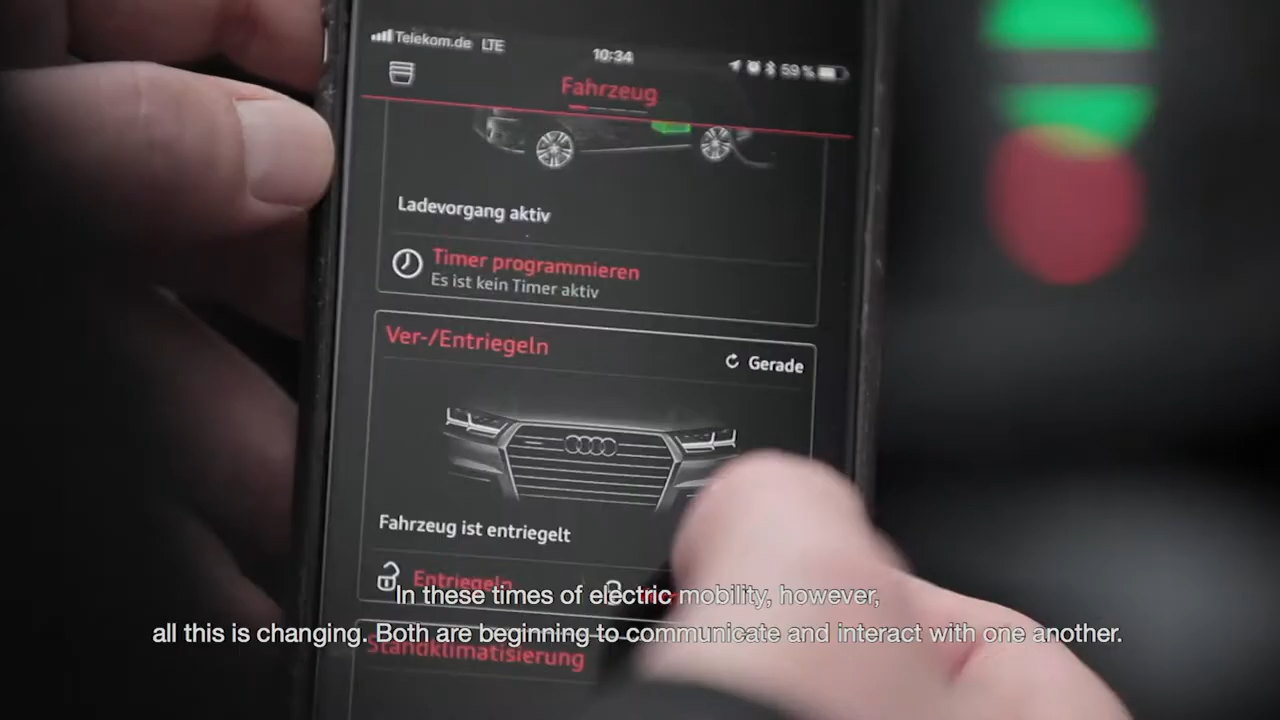 Telekom.de LTE 10:34 59 %
Fahrzeug
Ladevorgang aktiv
Timer programmieren
Es ist kein Timer aktiv
Ver-/Entriegeln
Gerade
Fahrzeug ist entriegelt
Entriegeln
In these times of electric mobility, however,
all this is changing. Both are beginning to communicate and interact with one another.
Standklimatisierung